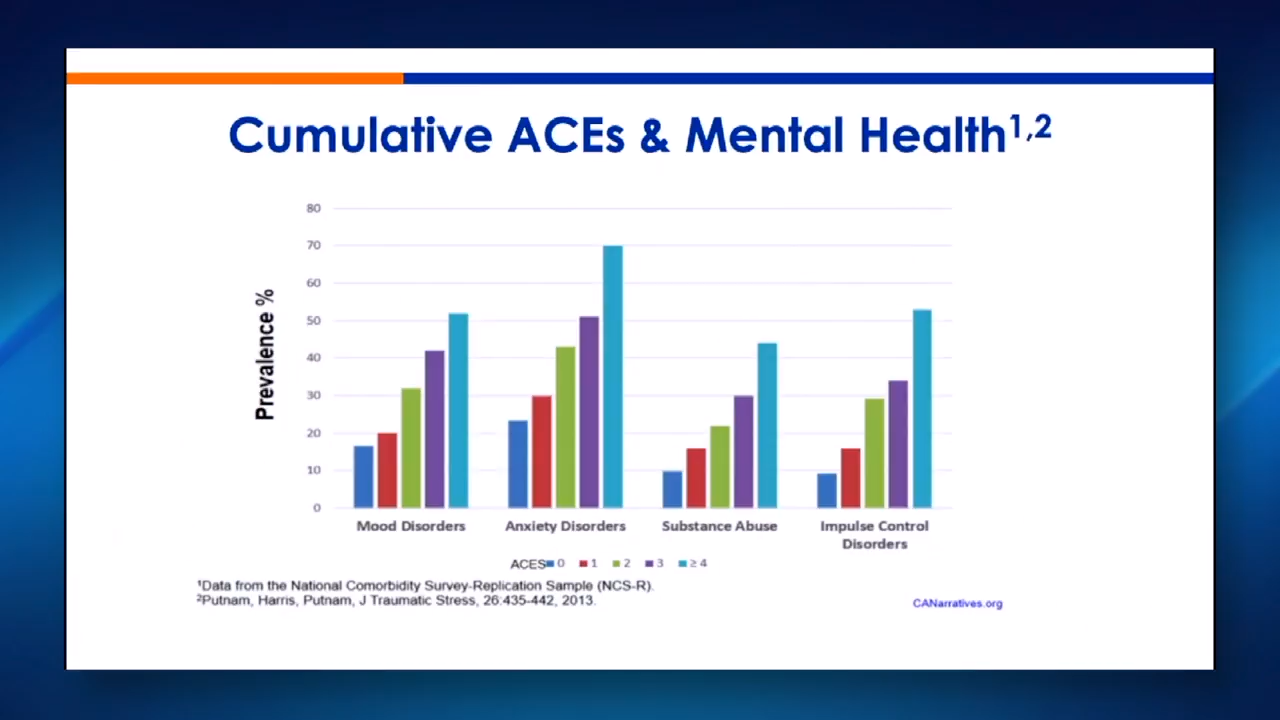 Cumulative ACEs & Mental Health1,2
80
70
60
50
40
30
20
10
0
Prevalence %
Mood Disorders
Anxiety Disorders
Substance Abuse
Impulse Control
Disorders
ACES 0 1 2 3 ≥ 4
1Data from the National Comorbidity Survey-Replication Sample (NCS-R).
2Putnam, Harris, Putnam, J Traumatic Stress, 26:435-442, 2013.
CANarratives.org